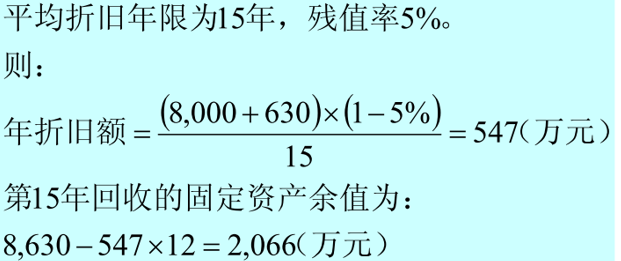 平均折旧年限为15年，残值率5%。
则：
年折旧额 = \frac{(8,000+630)×(1−5%)}{15} = 547(万元)
第15年回收的固定资产余值为：
8,630−547×12 = 2,066(万元)